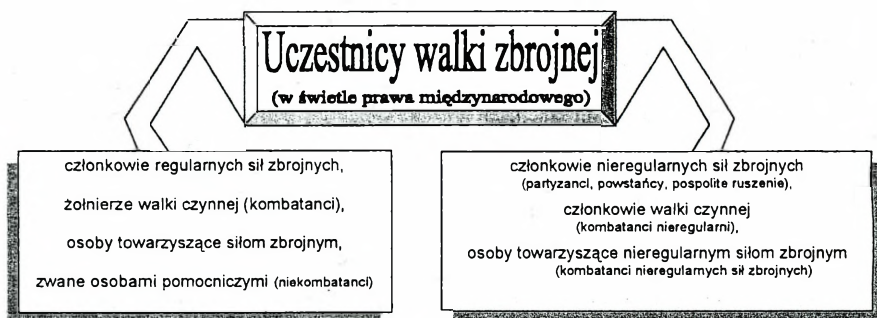 Uczestnicy walki zbrojnej
(w świetle prawa międzynarodowego)
członkowie regularnych sił zbrojnych,
żołnierze walki czynnej (kombatanci),
osoby towarzyszące siłom zbrojnym,
zwane osobami pomocniczymi (niekombatanci)
członkowie nieregularnych sił zbrojnych
(partyzanci, powstańcy, pospolite ruszenie),
członkowie walki czynnej
(kombatanci nieregularni),
osoby towarzyszące nieregularnym siłom zbrojnym
(kombatanci nieregularnych sił zbrojnych)